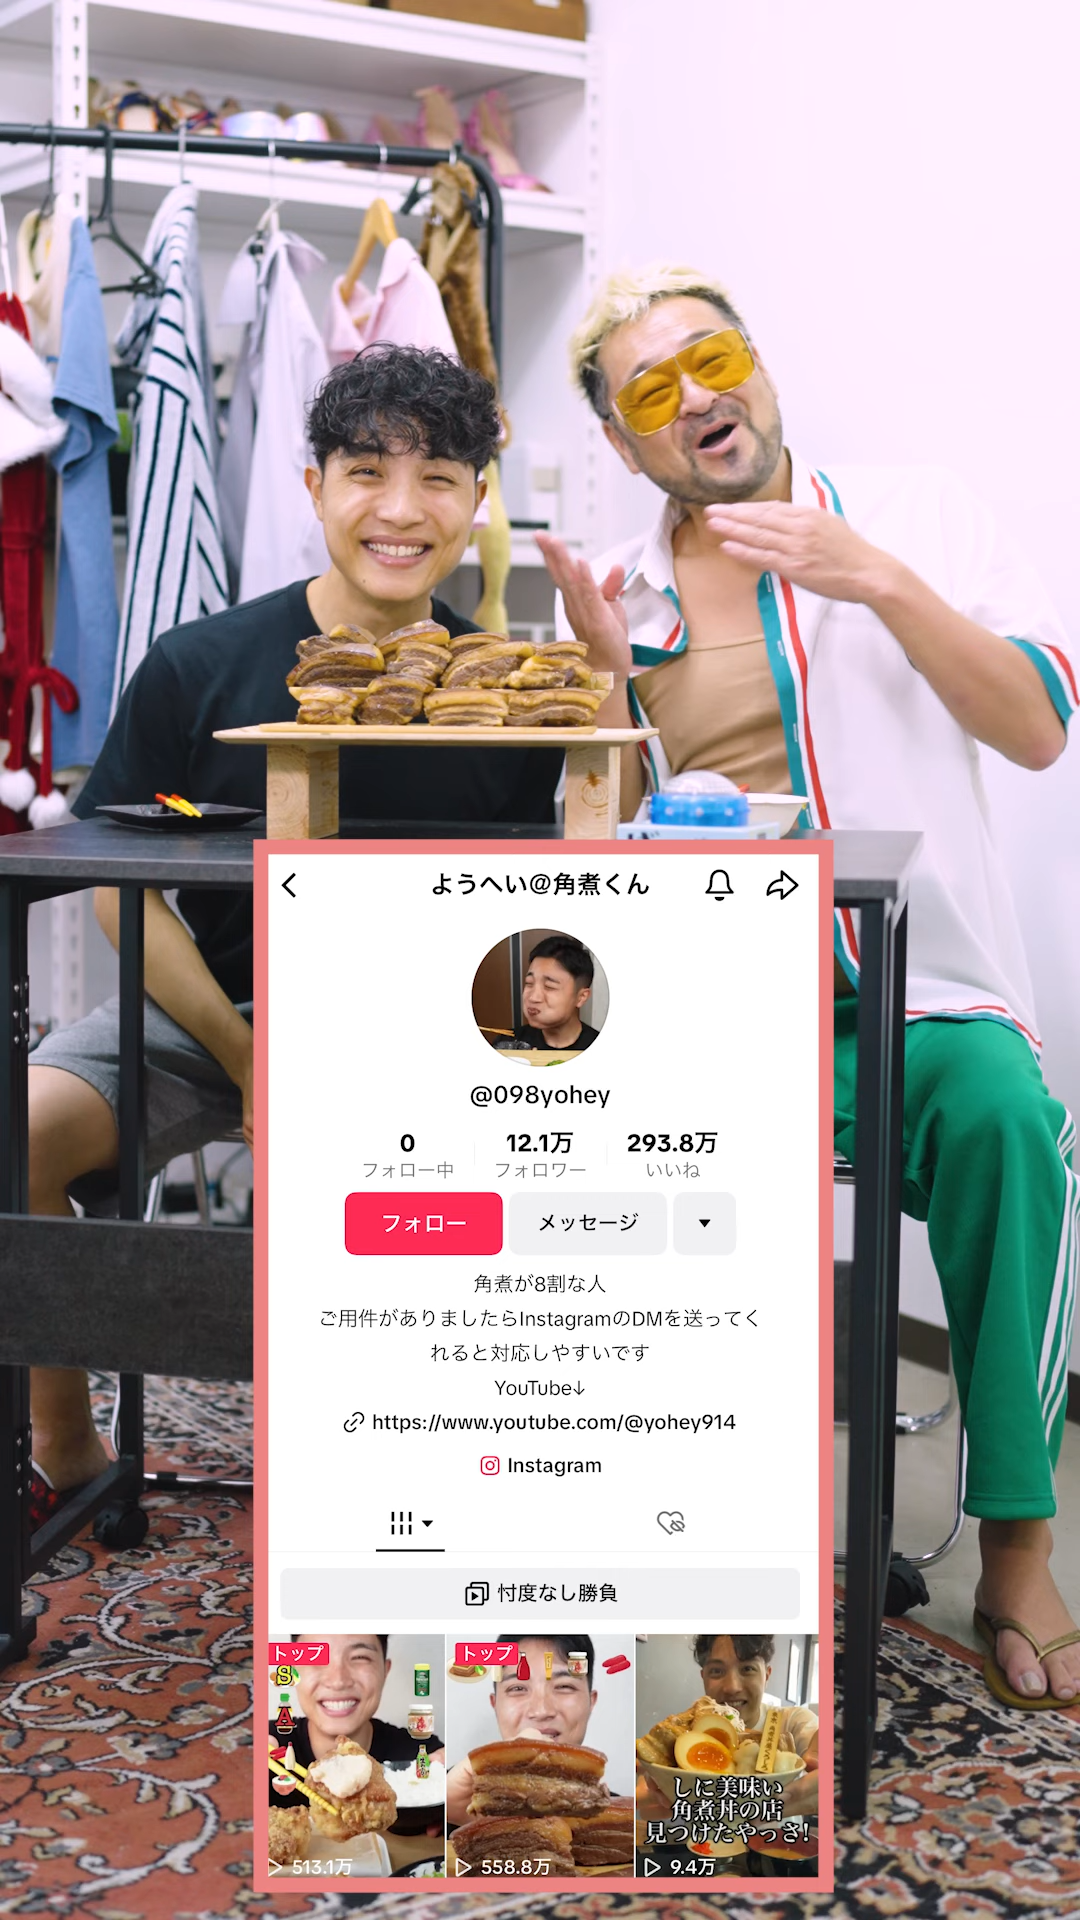 ようへい@角煮くん
@098yohey
0
フォロー中
12.1万
フォロワー
293.8万
いいね
フォロー
メッセージ
角煮が8割な人
ご用件がありましたらInstagramのDMを送ってく
れると対応しやすいです
YouTube↓
https://www.youtube.com/@yohey914
Instagram
忖度なし勝負
トップ
S
A
513.1万
トップ
558.8万
しに美味い
角煮丼の店
見つけたやっさ!
9.4万